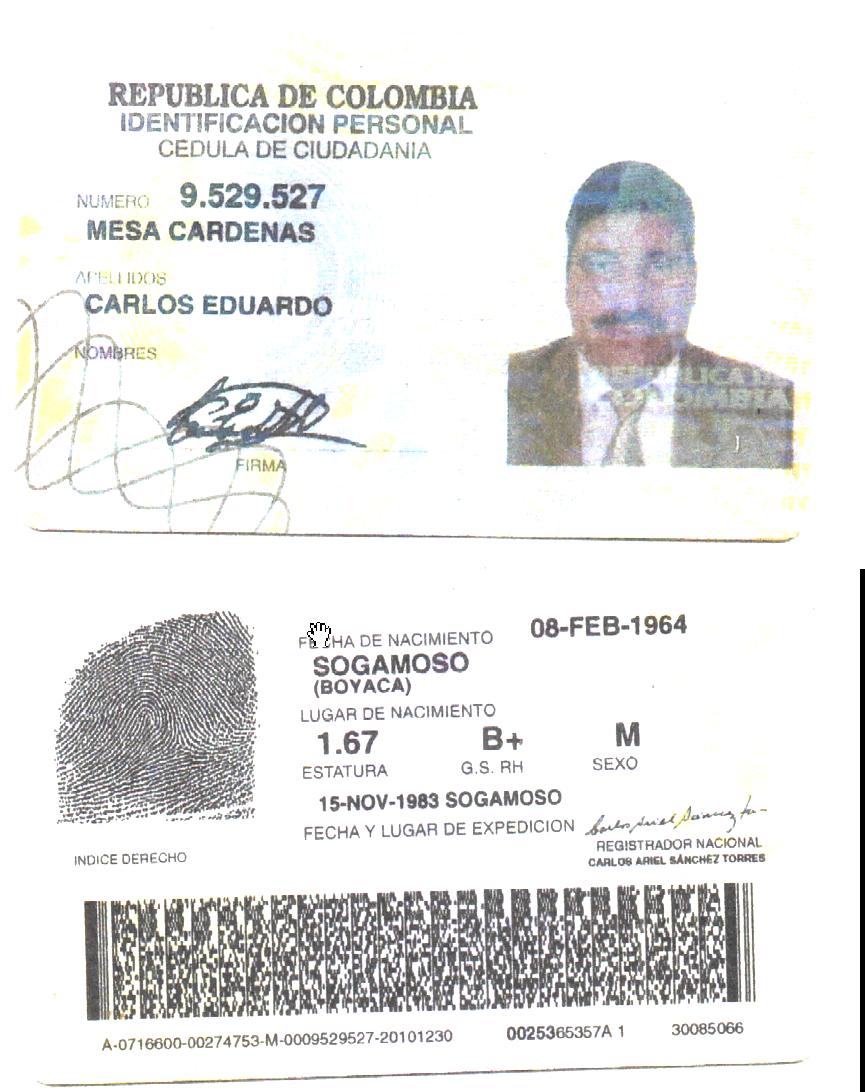 REPUBLICA DE COLOMBIA
IDENTIFICACION PERSONAL
CEDULA DE CIUDADANIA
NUMERO 9.529.527
MESA CARDENAS
APELLIDOS
CARLOS EDUARDO
NOMBRES
FIRMA
REPUBLICA DE
COLOMBIA
FECHA DE NACIMIENTO 08-FEB-1964
SOGAMOSO
(BOYACA)
LUGAR DE NACIMIENTO
1.67 B+ M
ESTATURA G.S. RH SEXO
15-NOV-1983 SOGAMOSO
FECHA Y LUGAR DE EXPEDICION
REGISTRADOR NACIONAL
CARLOS ARIEL SÁNCHEZ TORRES
INDICE DERECHO
A-0716600-00274753-M-0009529527-20101230 0025365357A 1 30085066